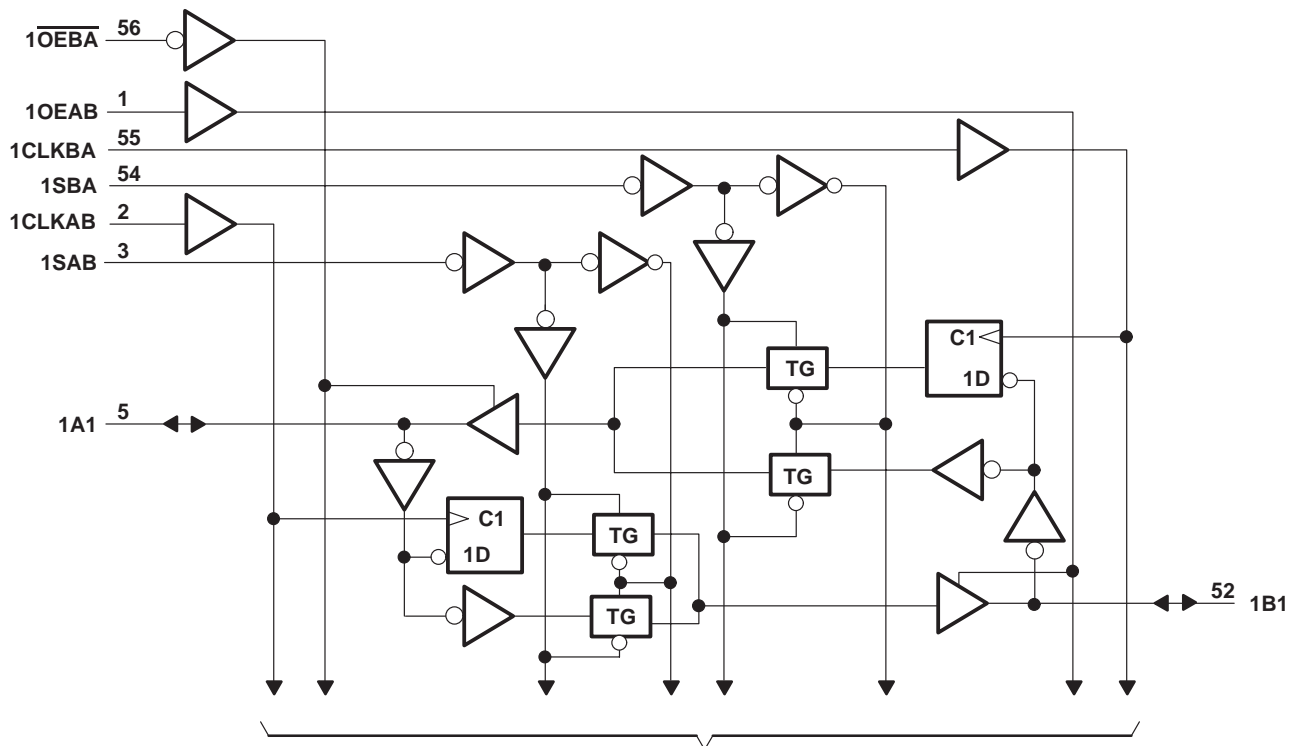 1O̅E̅B̅A̅ 56
1OEAB 1
1CLKBA 55
1SBA 54
1CLKAB 2
1SAB 3
TG
C1
1D
1A1 5
TG
C1
TG
1D
TG
52 1B1